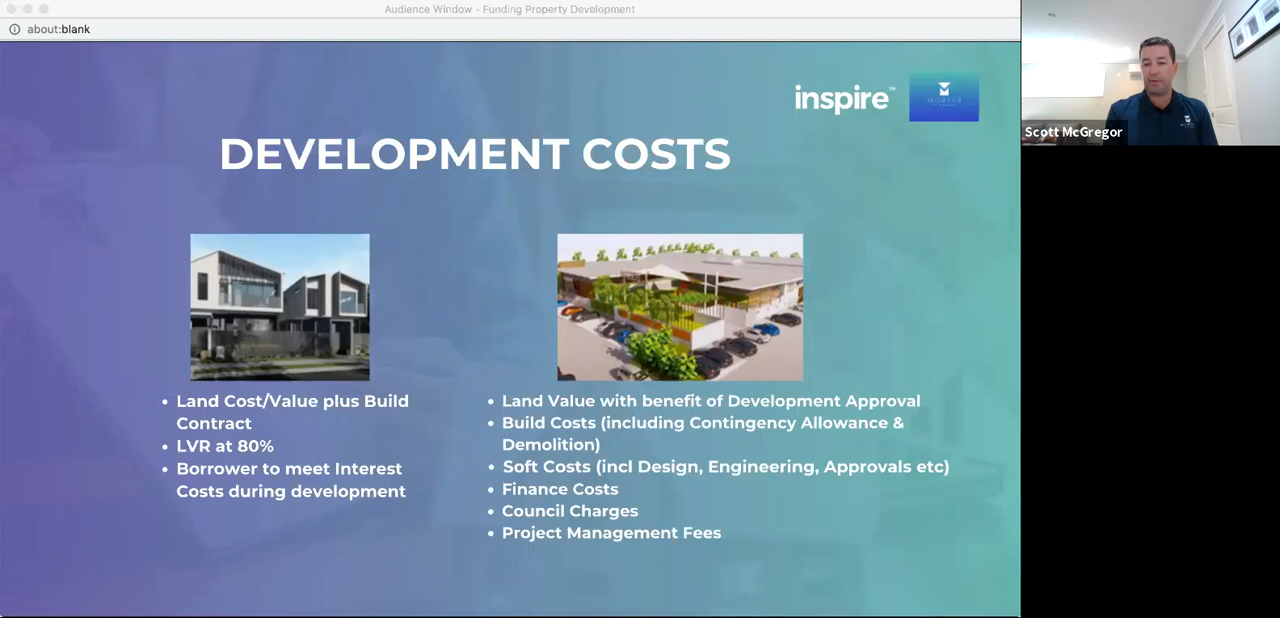 Audience Window - Funding Property Development
about:blank
inspire™
DEVELOPMENT COSTS
Scott McGregor
Land Cost/Value plus Build
Contract
LVR at 80%
Borrower to meet Interest
Costs during development
Land Value with benefit of Development Approval
Build Costs (including Contingency Allowance &
Demolition)
Soft Costs (incl Design, Engineering, Approvals etc)
Finance Costs
Council Charges
Project Management Fees